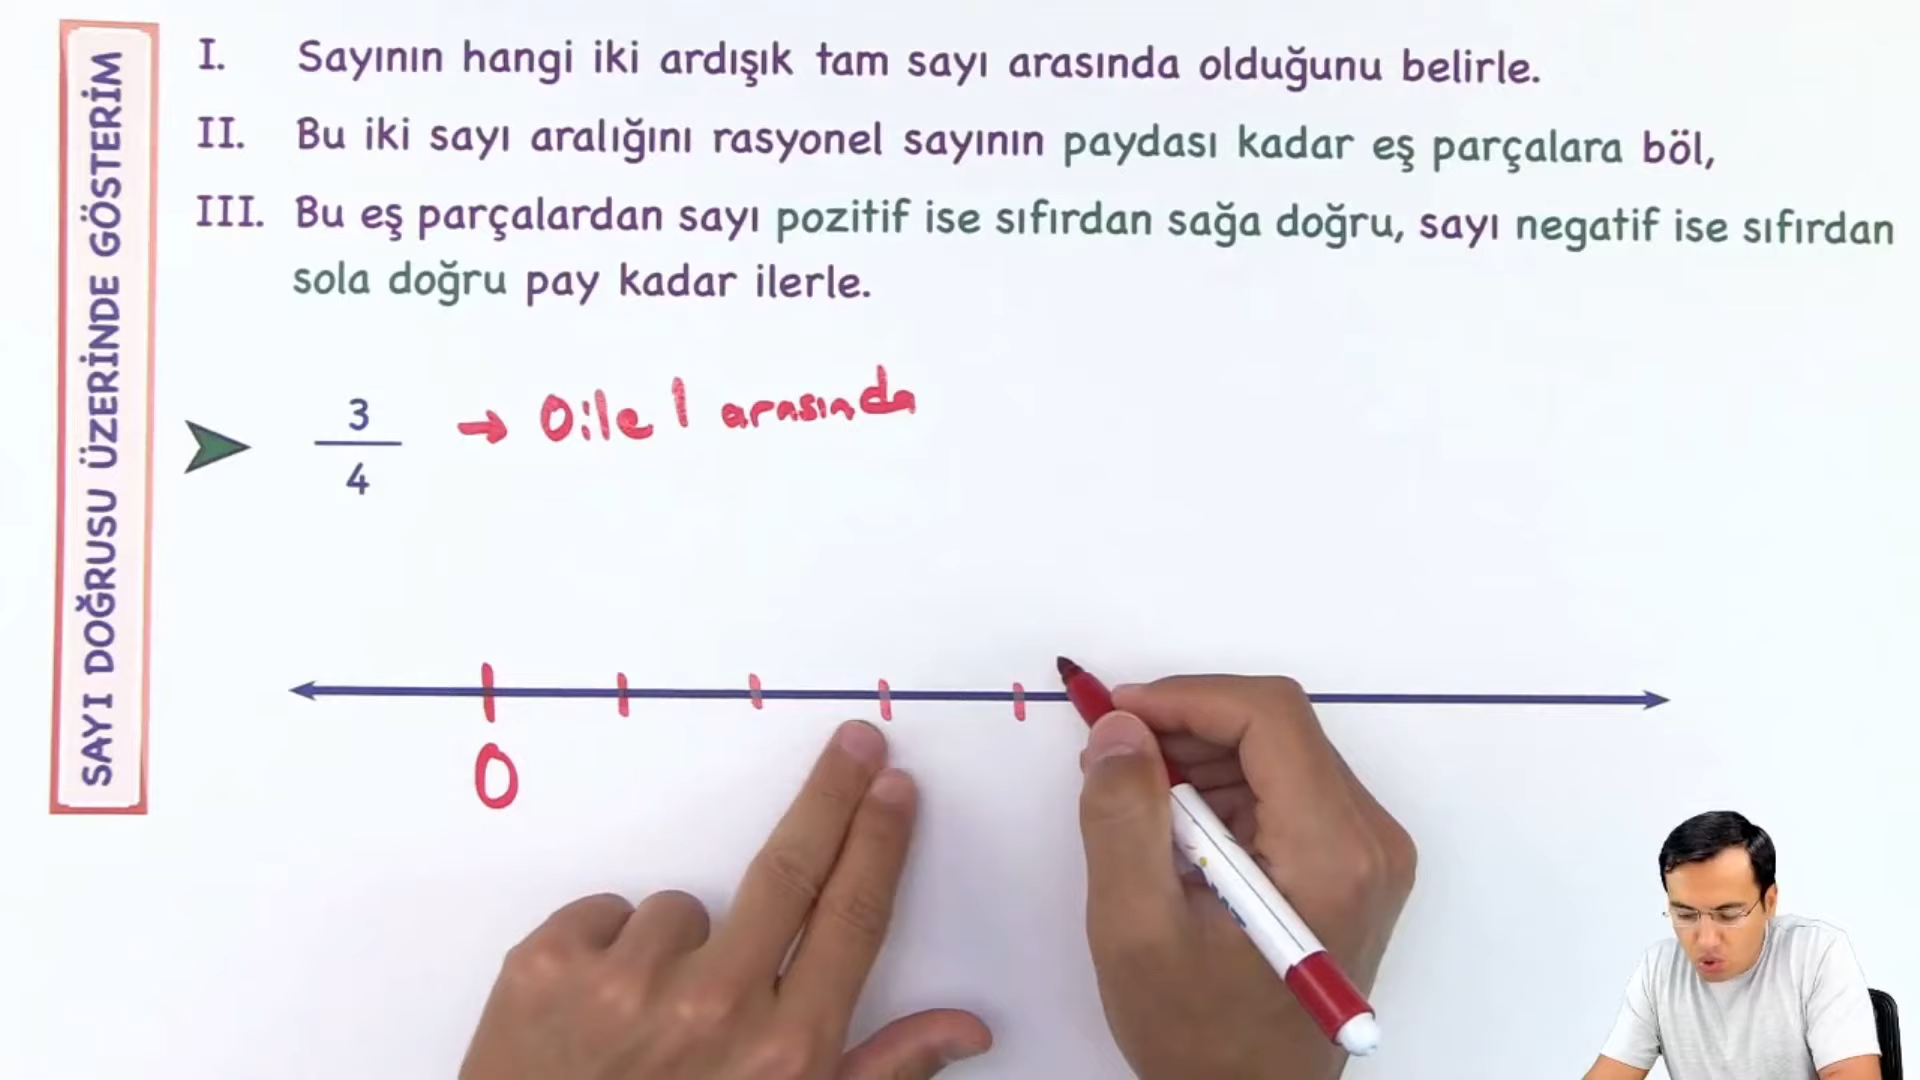 SAYI DOĞRUSU ÜZERİNDE GÖSTERİM
I. Sayının hangi iki ardışık tam sayı arasında olduğunu belirle.
II. Bu iki sayı aralığını rasyonel sayının paydası kadar eş parçalara böl,
III. Bu eş parçalardan sayı pozitif ise sıfırdan sağa doğru, sayı negatif ise sıfırdan
sola doğru pay kadar ilerle.
3
4
→ 0 ile 1 arasında
0